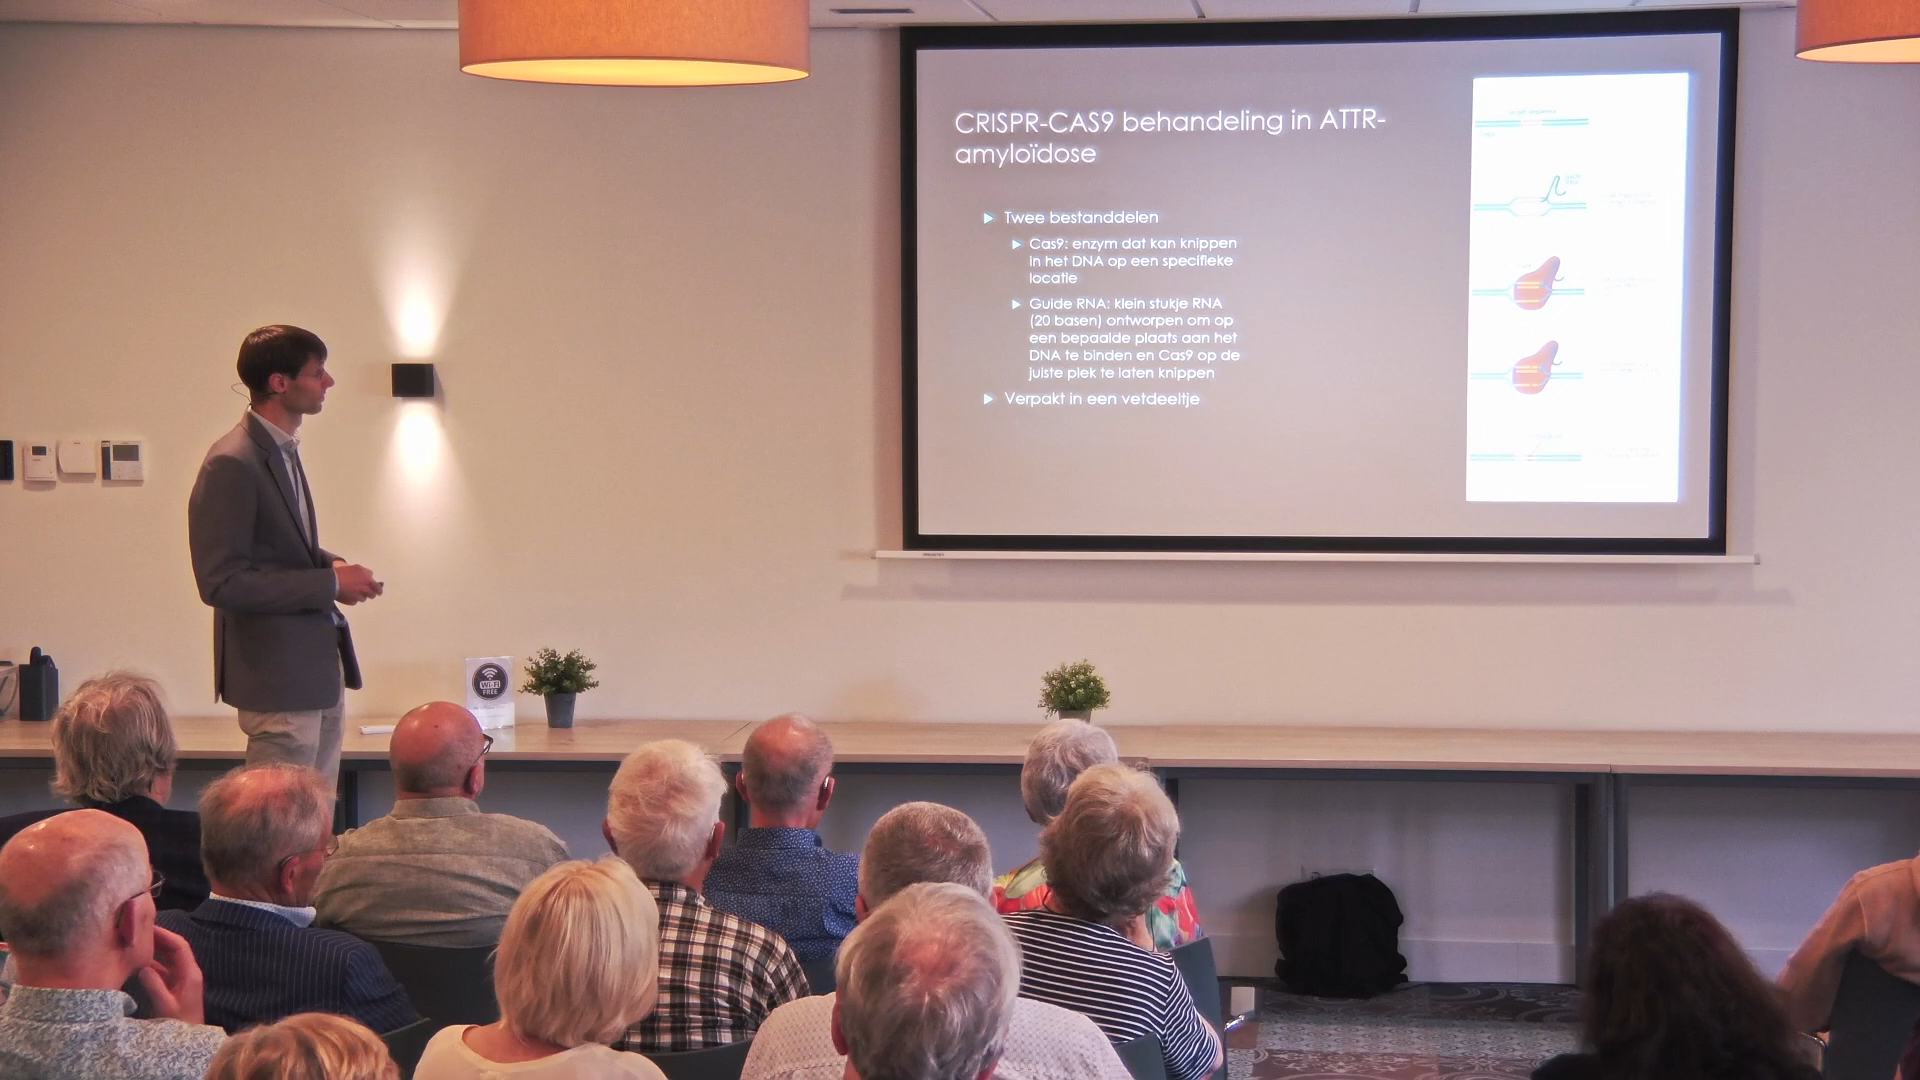 CRISPR-CAS9 behandeling in ATTR-
amyloïdose
Twee bestanddelen
Cas9: enzym dat kan knippen
in het DNA op een specifieke
locatie
Guide RNA: klein stukje RNA
(20 basen) ontworpen om op
een bepaalde plaats aan het
DNA te binden en Cas9 op de
juiste plek te laten knippen
Verpakt in een vetdeeltje
Wi-Fi
FREE